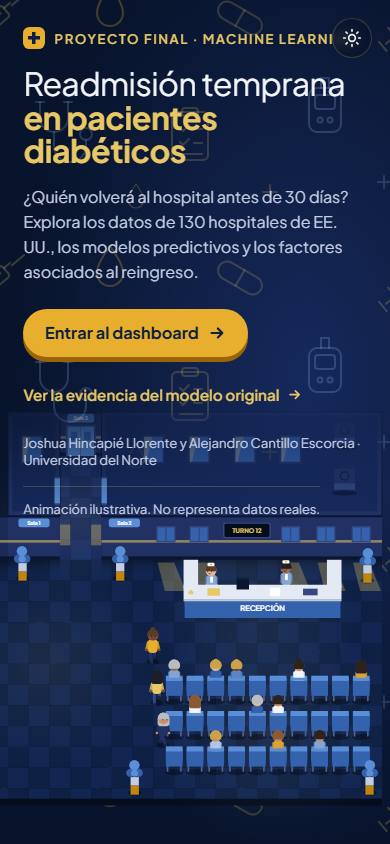 PROYECTO FINAL · MACHINE LEARNI
Readmisión temprana
en pacientes
diabéticos
¿Quién volverá al hospital antes de 30 días?
Explora los datos de 130 hospitales de EE.
UU., los modelos predictivos y los factores
asociados al reingreso.
Entrar al dashboard →
Ver la evidencia del modelo original →
Sala 3
Joshua Hincapié Llorente y Alejandro Cantillo Escorcia ·
Universidad del Norte
Animación ilustrativa. No representa datos reales.
Sala 1
Sala 2
TURNO 12
RECEPCIÓN